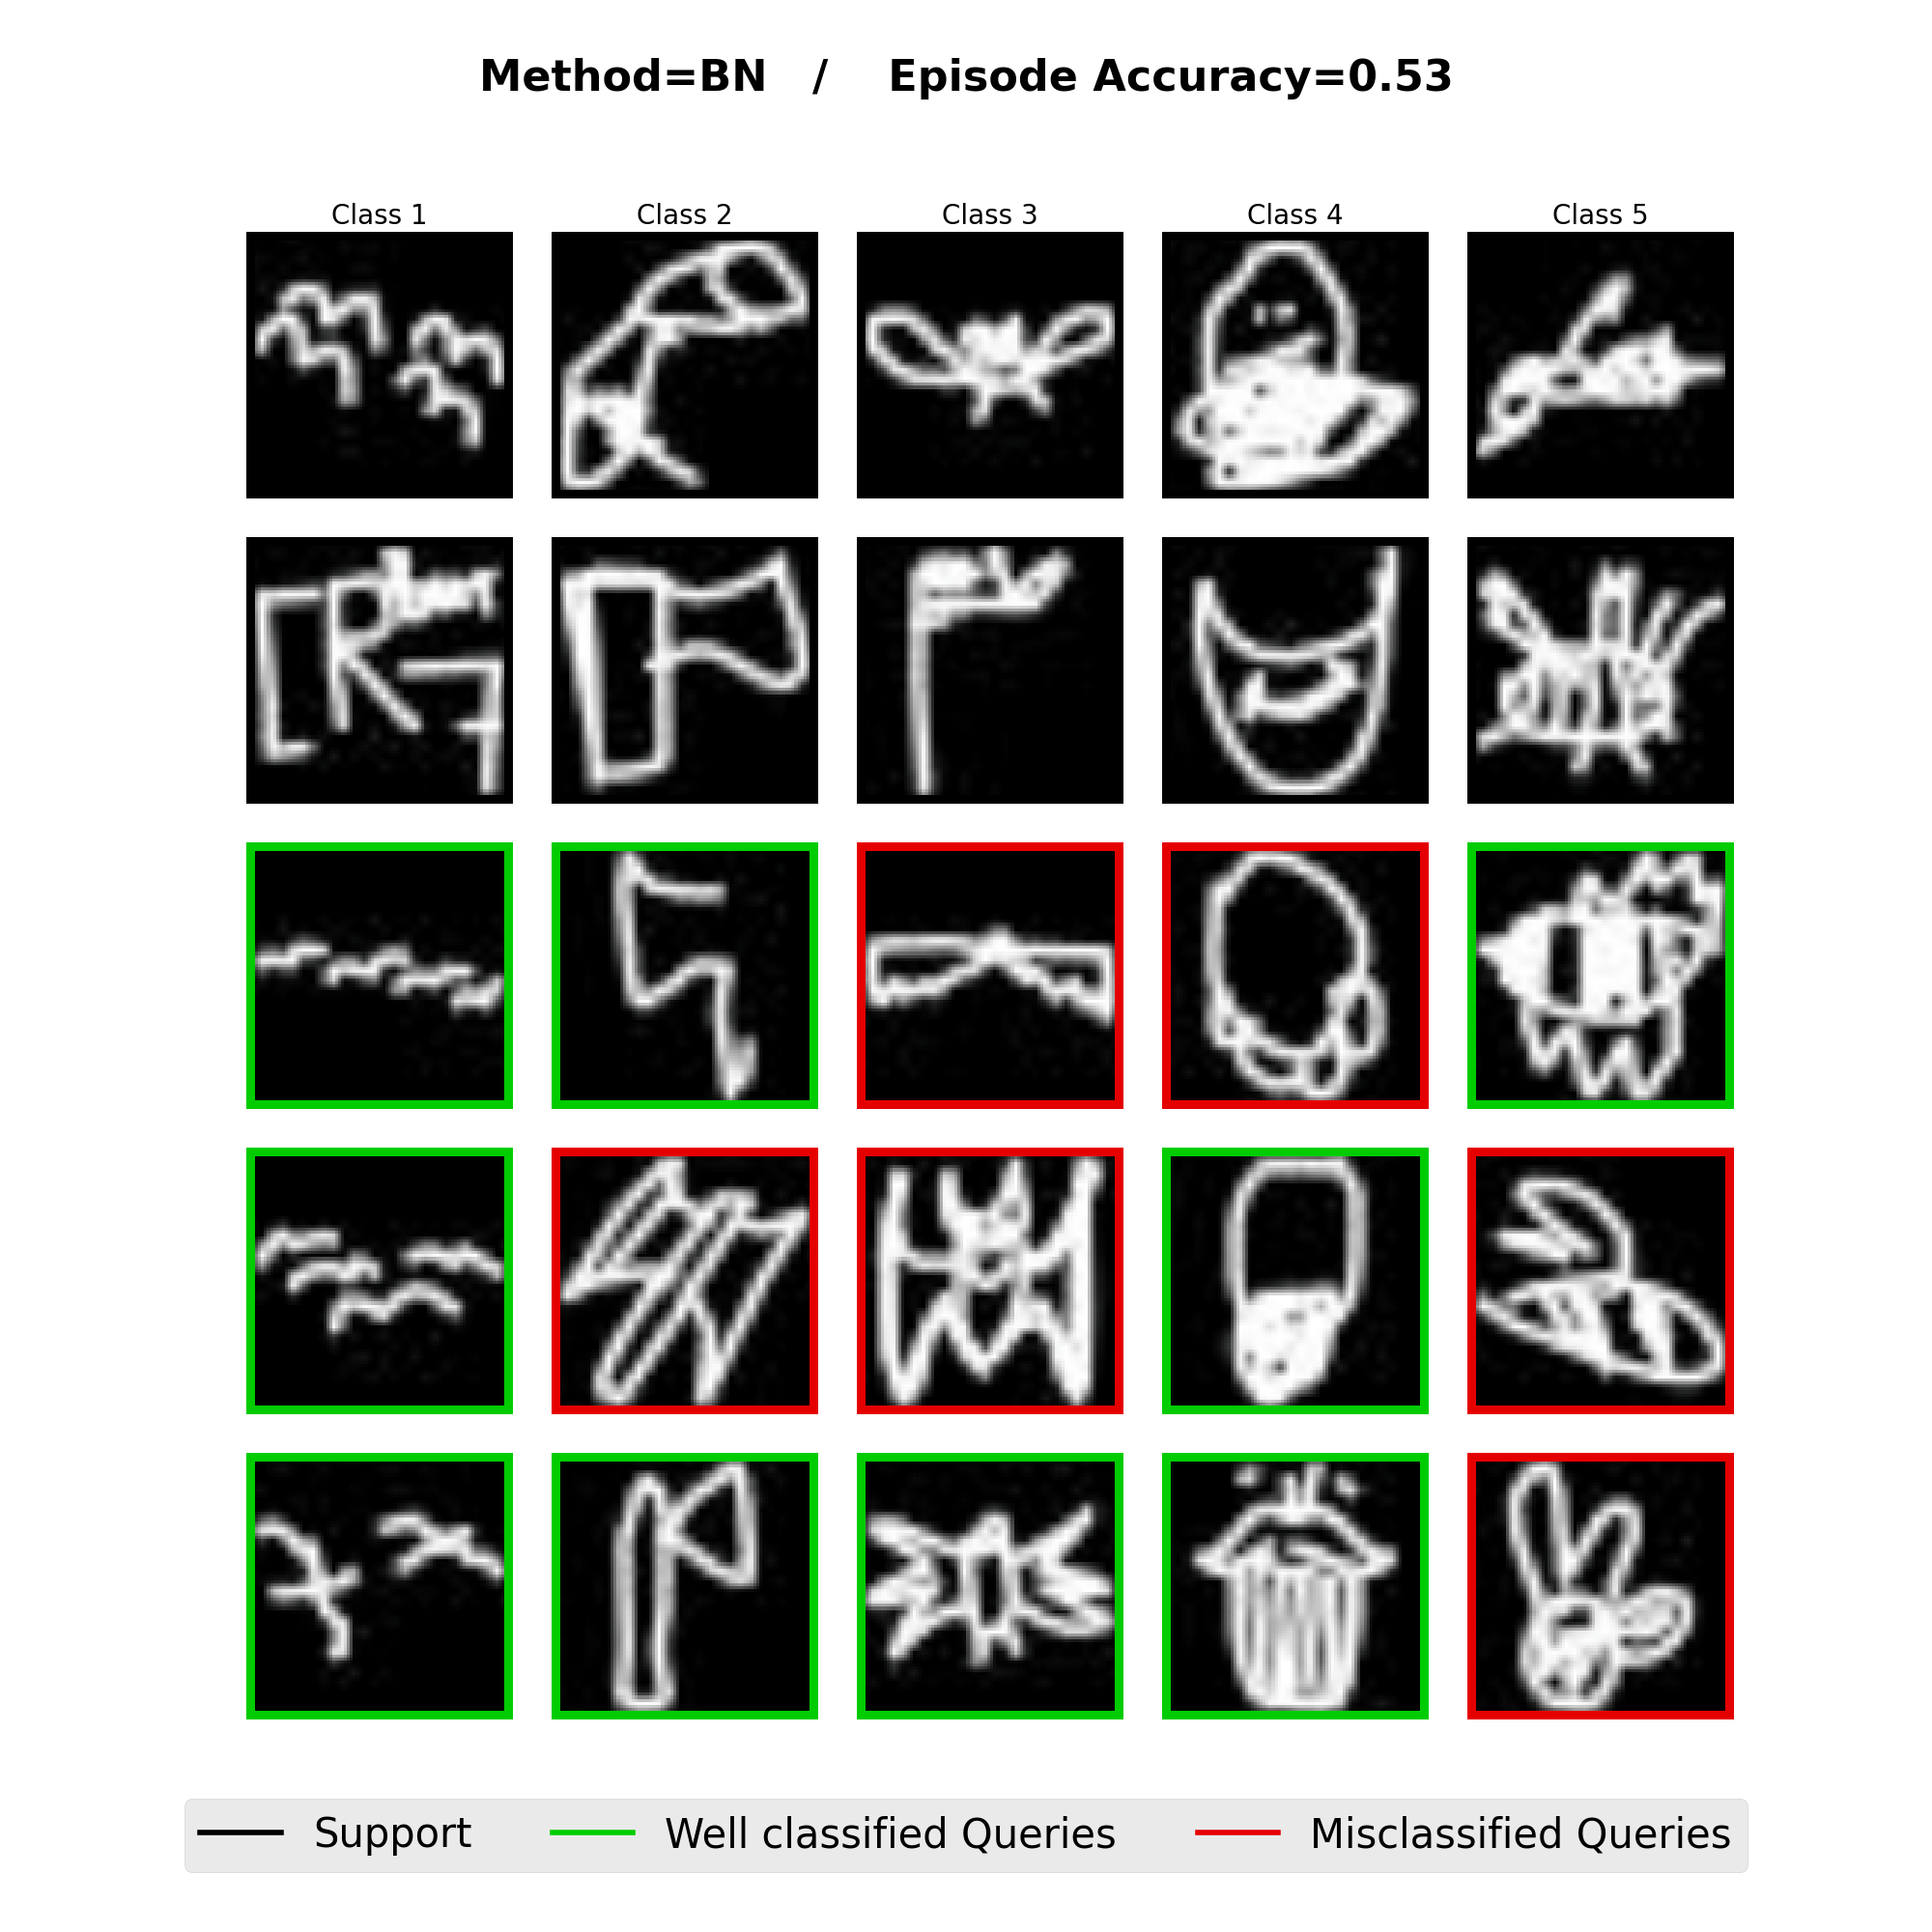 Method=BN / Episode Accuracy=0.53
Class 1 Class 2 Class 3 Class 4 Class 5
Support Well classified Queries Misclassified Queries